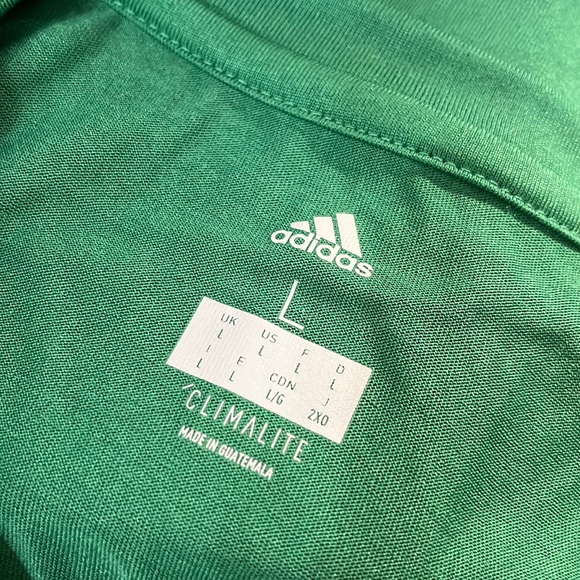 adidas
L
UK US F D
L L L L
I E CDN J
L L L/G 2XO
CLIMALITE
MADE IN GUATEMALA